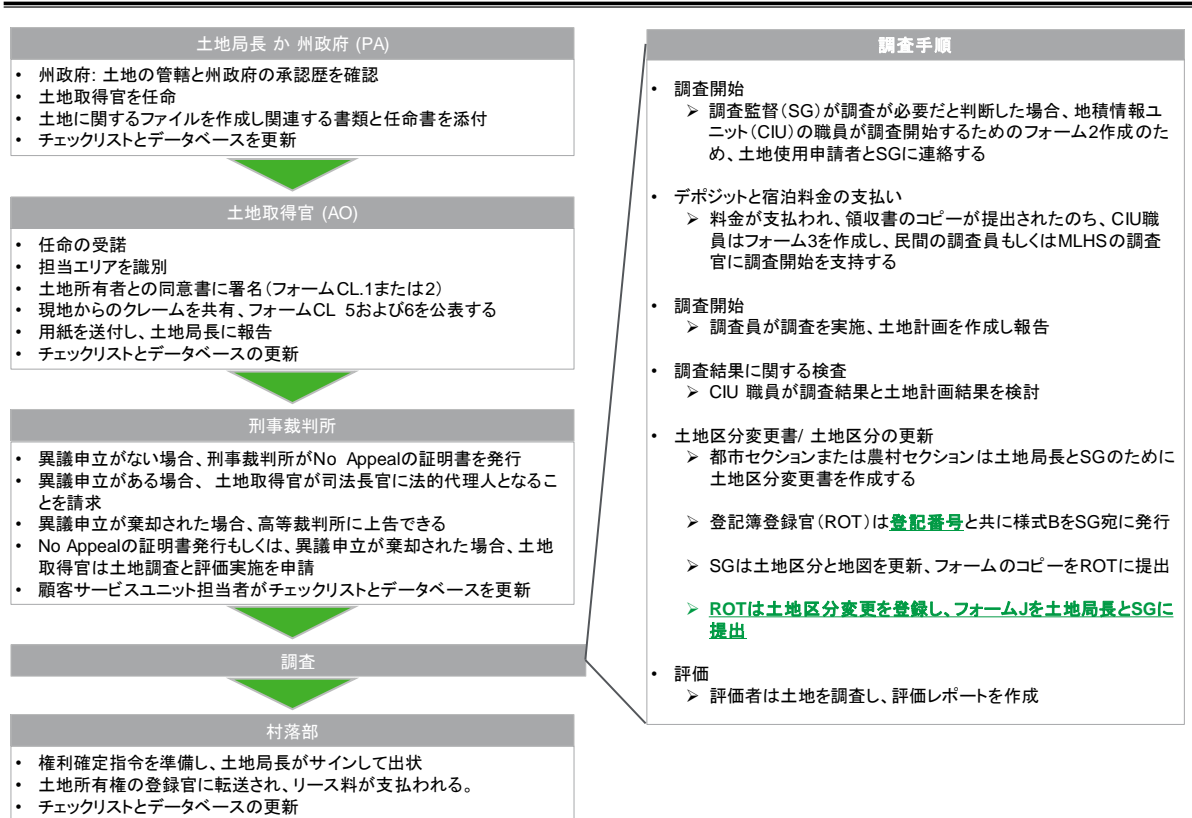 土地局長 か 州政府 (PA)
• 州政府: 土地の管轄と州政府の承認歴を確認
• 土地取得官を任命
• 土地に関するファイルを作成し関連する書類と任命書を添付
• チェックリストとデータベースを更新
土地取得官 (AO)
• 任命の受諾
• 担当エリアを識別
• 土地所有者との同意書に署名(フォームCL.1または2)
• 現地からのクレームを共有、フォームCL 5および6を公表する
• 用紙を送付し、土地局長に報告
• チェックリストとデータベースの更新
刑事裁判所
• 異議申立がない場合、刑事裁判所がNo Appealの証明書を発行
• 異議申立がある場合、 土地取得官が司法長官に法的代理人となるこ
とを請求
• 異議申立が棄却された場合、高等裁判所に上告できる
• No Appealの証明書発行もしくは、異議申立が棄却された場合、土地
取得官は土地調査と評価実施を申請
• 顧客サービスユニット担当者がチェックリストとデータベースを更新
調査
村落部
• 権利確定指令を準備し、土地局長がサインして出状
• 土地所有権の登録官に転送され、リース料が支払われる。
• チェックリストとデータベースの更新
調査手順
• 調査開始
➢ 調査監督(SG)が調査が必要だと判断した場合、地積情報ユ
ニット(CIU)の職員が調査開始するためのフォーム2作成のた
め、土地使用申請者とSGに連絡する
• デポジットと宿泊料金の支払い
➢ 料金が支払われ、領収書のコピーが提出されたのち、CIU職
員はフォーム3を作成し、民間の調査員もしくはMLHSの調査
官に調査開始を支持する
• 調査開始
➢ 調査員が調査を実施、土地計画を作成し報告
• 調査結果に関する検査
➢ CIU 職員が調査結果と土地計画結果を検討
• 土地区分変更書/ 土地区分の更新
➢ 都市セクションまたは農村セクションは土地局長とSGのために
土地区分変更書を作成する
➢ 登記簿登録官(ROT)は登記番号と共に様式BをSG宛に発行
➢ SGは土地区分と地図を更新、フォームのコピーをROTに提出
➢ ROTは土地区分変更を登録し、フォームJを土地局長とSGに
提出
• 評価
➢ 評価者は土地を調査し、評価レポートを作成